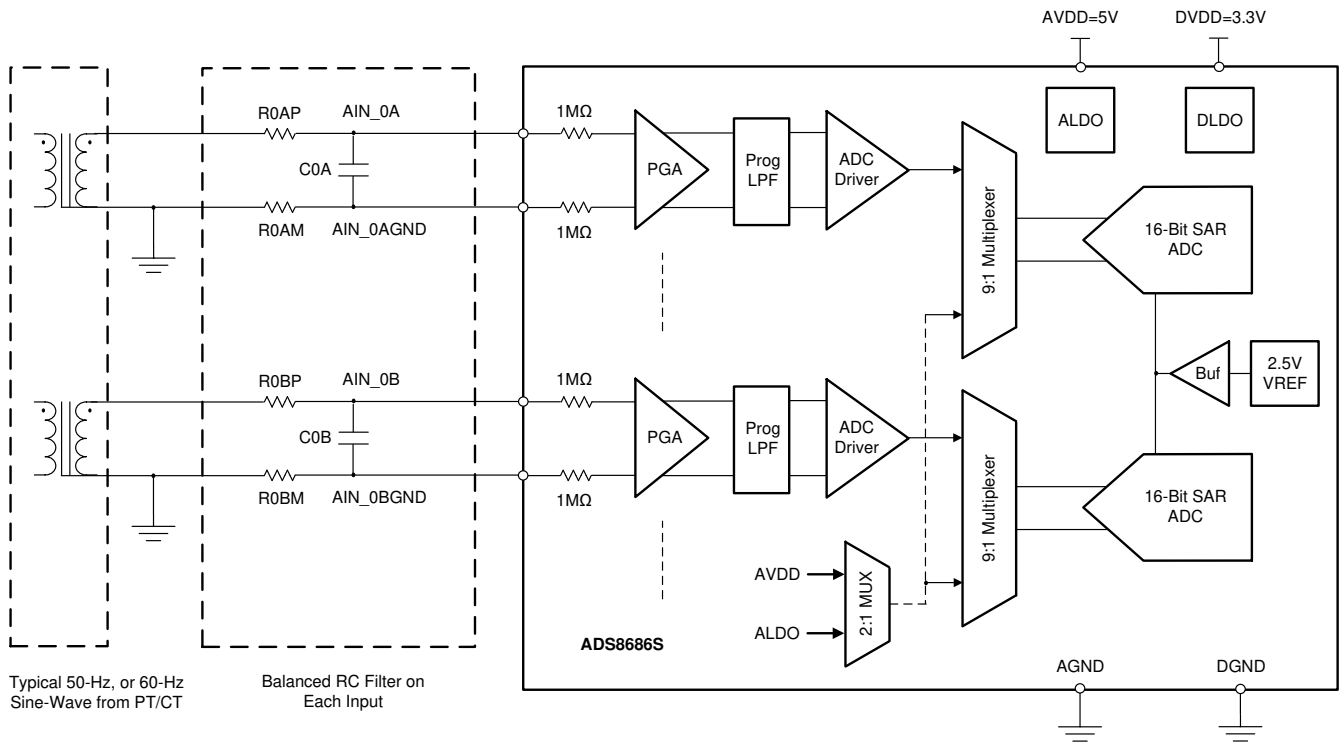 AVDD=5V
DVDD=3.3V
R0AP
AIN_0A
1MΩ
C0A
PGA
Prog
LPF
ADC
Driver
9:1 Multiplexer
ALDO
DLDO
16-Bit SAR
ADC
R0AM
AIN_0AGND
1MΩ
R0BP
AIN_0B
1MΩ
C0B
PGA
Prog
LPF
ADC
Driver
9:1 Multiplexer
Buf
2.5V
VREF
16-Bit SAR
ADC
R0BM
AIN_0BGND
1MΩ
AVDD
ALDO
2:1 MUX
ADS8686S
AGND
DGND
Typical 50-Hz, or 60-Hz
Sine-Wave from PT/CT
Balanced RC Filter on
Each Input